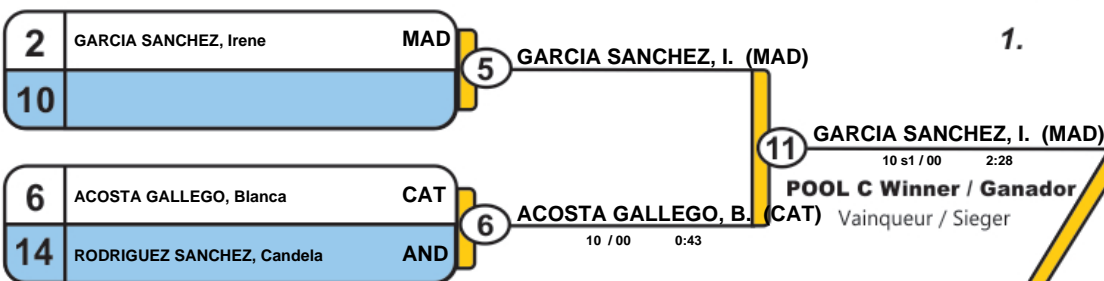 2 GARCIA SANCHEZ, Irene MAD
10
5 GARCIA SANCHEZ, I. (MAD)
6 ACOSTA GALLEGO, Blanca CAT
14 RODRIGUEZ SANCHEZ, Candela AND
6 ACOSTA GALLEGO, B. (CAT)
10 / 00 0:43
1.
11 GARCIA SANCHEZ, I. (MAD)
10 s1 / 00 2:28
POOL C Winner / Ganador
Vainqueur / Sieger